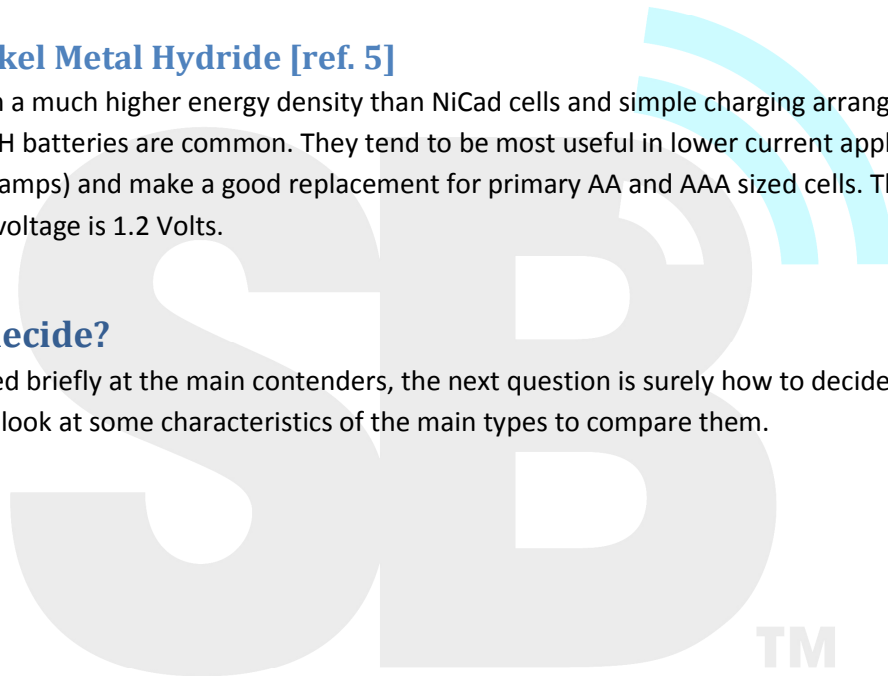 kel Metal Hydride [ref. 5]
n a much higher energy density than NiCad cells and simple charging arrang
H batteries are common. They tend to be most useful in lower current appl
amps) and make a good replacement for primary AA and AAA sized cells. Th
voltage is 1.2 Volts.
ecide?
ed briefly at the main contenders, the next question is surely how to decide
look at some characteristics of the main types to compare them.
SB
TM